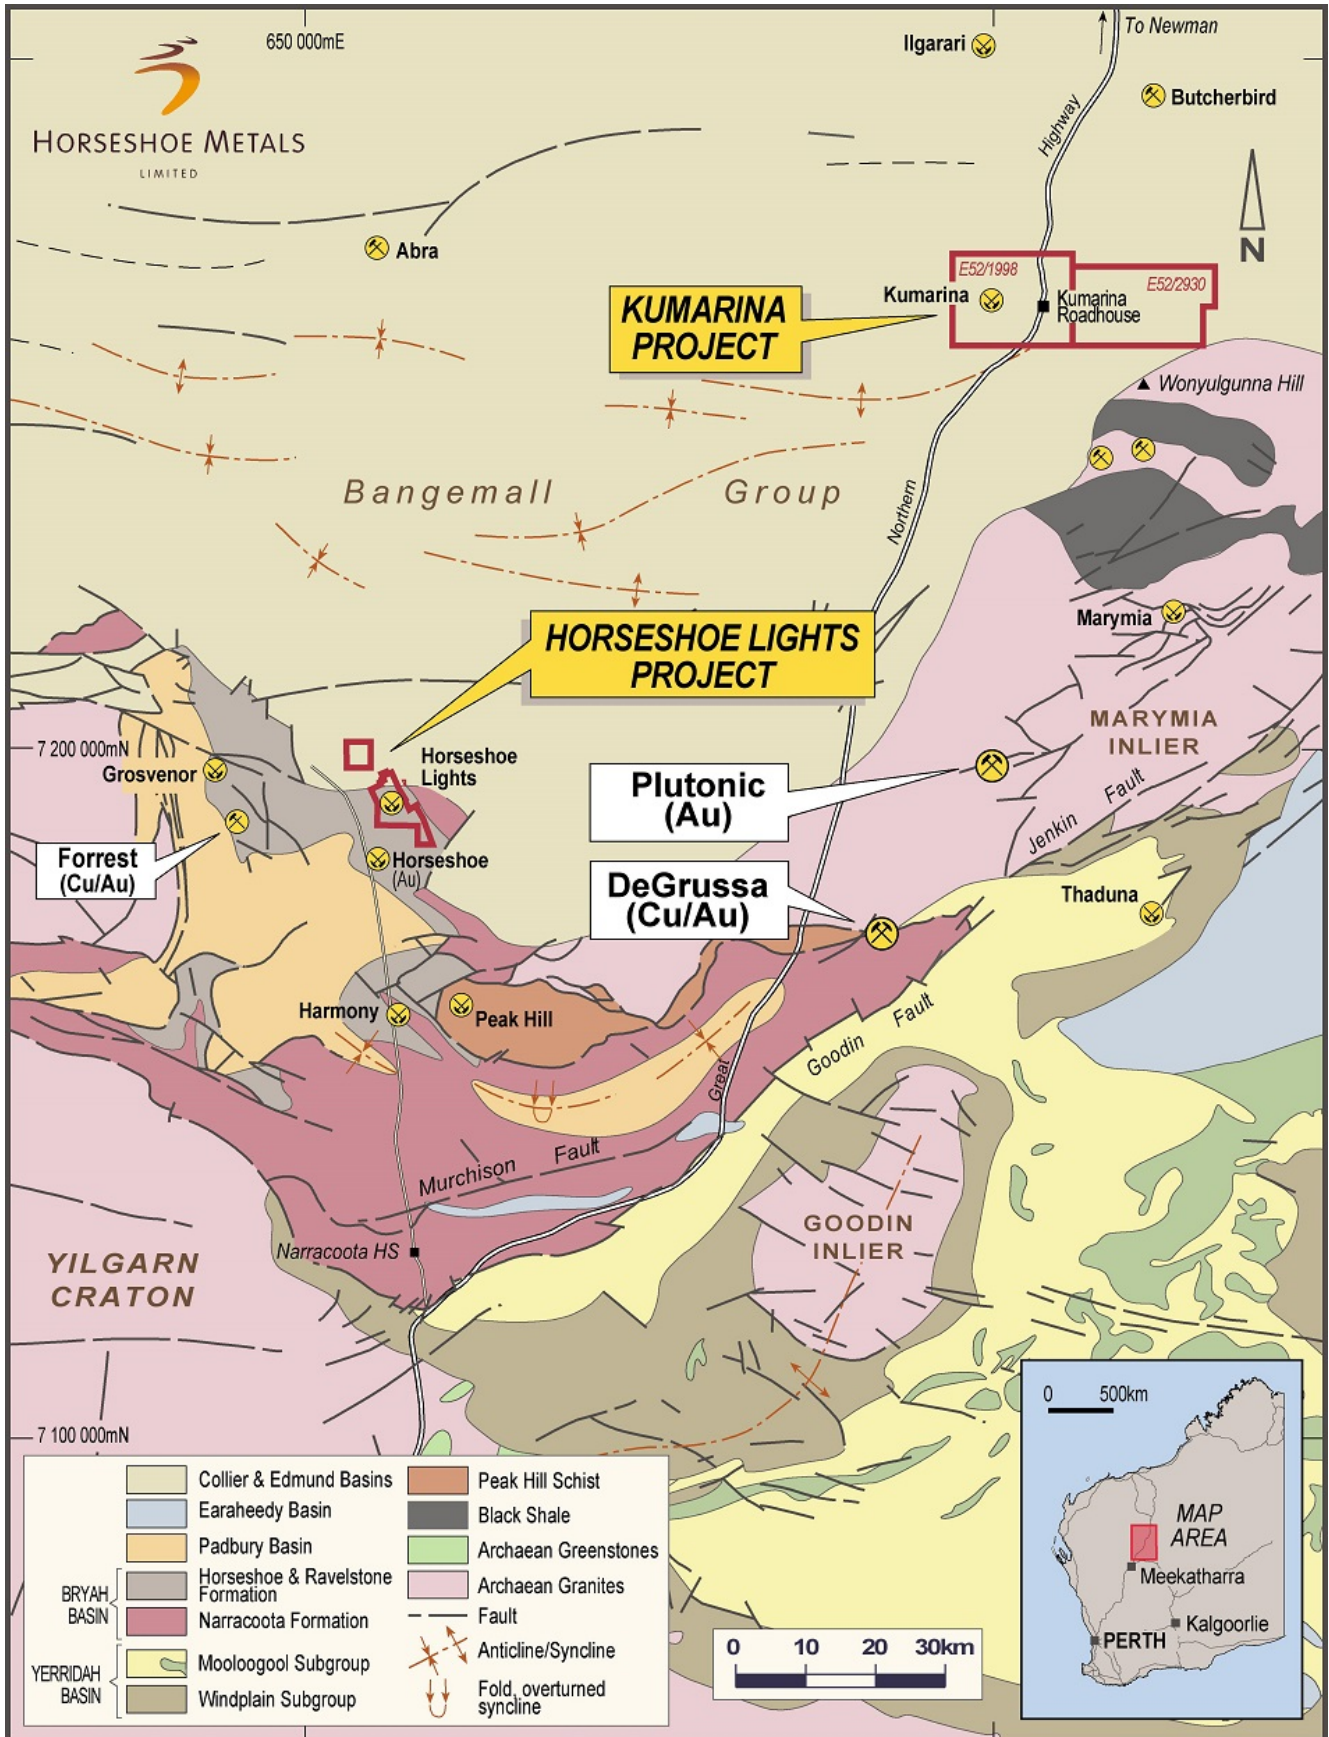 650 000mE
HORSESHOE METALS
LIMITED
Ilgarari
To Newman
Butcherbird
Highway
N
Abra
E52/1998
E52/2930
Kumarina
Kumarina
Roadhouse
KUMARINA
PROJECT
Wonyulgunna Hill
Bangemall Group
Northern
HORSESHOE LIGHTS
PROJECT
Marymia
MARYMIA
INLIER
7 200 000mN
Grosvenor
Horseshoe
Lights
Plutonic
(Au)
Jenkin Fault
Forrest
(Cu/Au)
Horseshoe
(Au)
DeGrussa
(Cu/Au)
Thaduna
Harmony
Peak Hill
Goodin Fault
Great
Murchison Fault
Narracoota HS
GOODIN
INLIER
YILGARN
CRATON
7 100 000mN
Collier & Edmund Basins
Earaheedy Basin
Padbury Basin
BRYAH
BASIN
Horseshoe & Ravelstone
Formation
Narracoota Formation
YERRIDAH
BASIN
Mooloogool Subgroup
Windplain Subgroup
Peak Hill Schist
Black Shale
Archaean Greenstones
Archaean Granites
Fault
Anticline/Syncline
Fold, overturned
syncline
0 10 20 30km
0 500km
MAP
AREA
Meekatharra
Kalgoorlie
PERTH